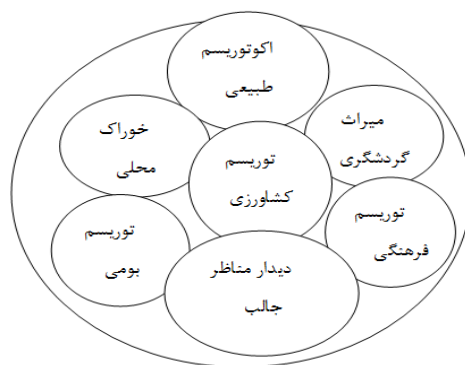 اکوتوریسم
طبیعی
میراث
گردشگری
خوراک
محلی
توریسم
کشاورزی
توریسم
فرهنگی
توریسم
بومی
دیدار مناظر
جالب